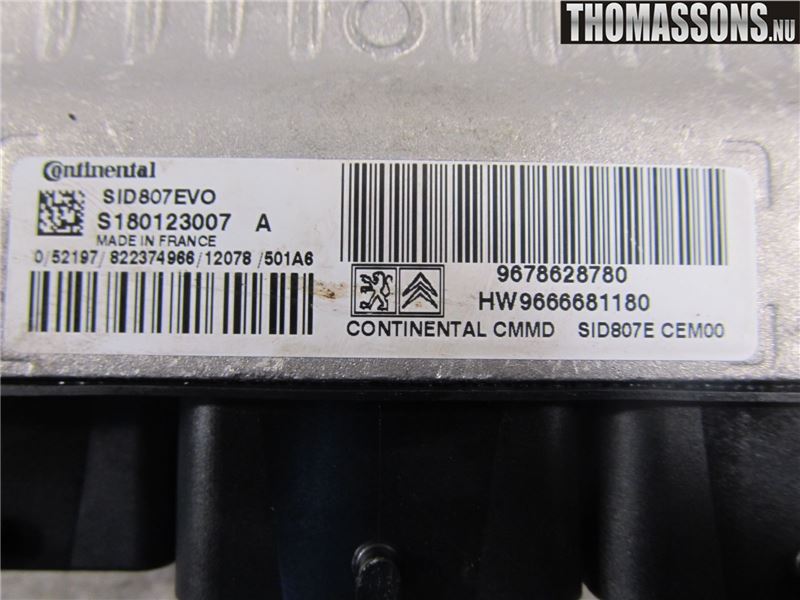 THOMASSONS.NU
Continental
SID807EVO
S180123007 A
MADE IN FRANCE
0/52197/822374966/12078/501A6
9678628780
HW9666681180
CONTINENTAL CMMD SID807E CEM00